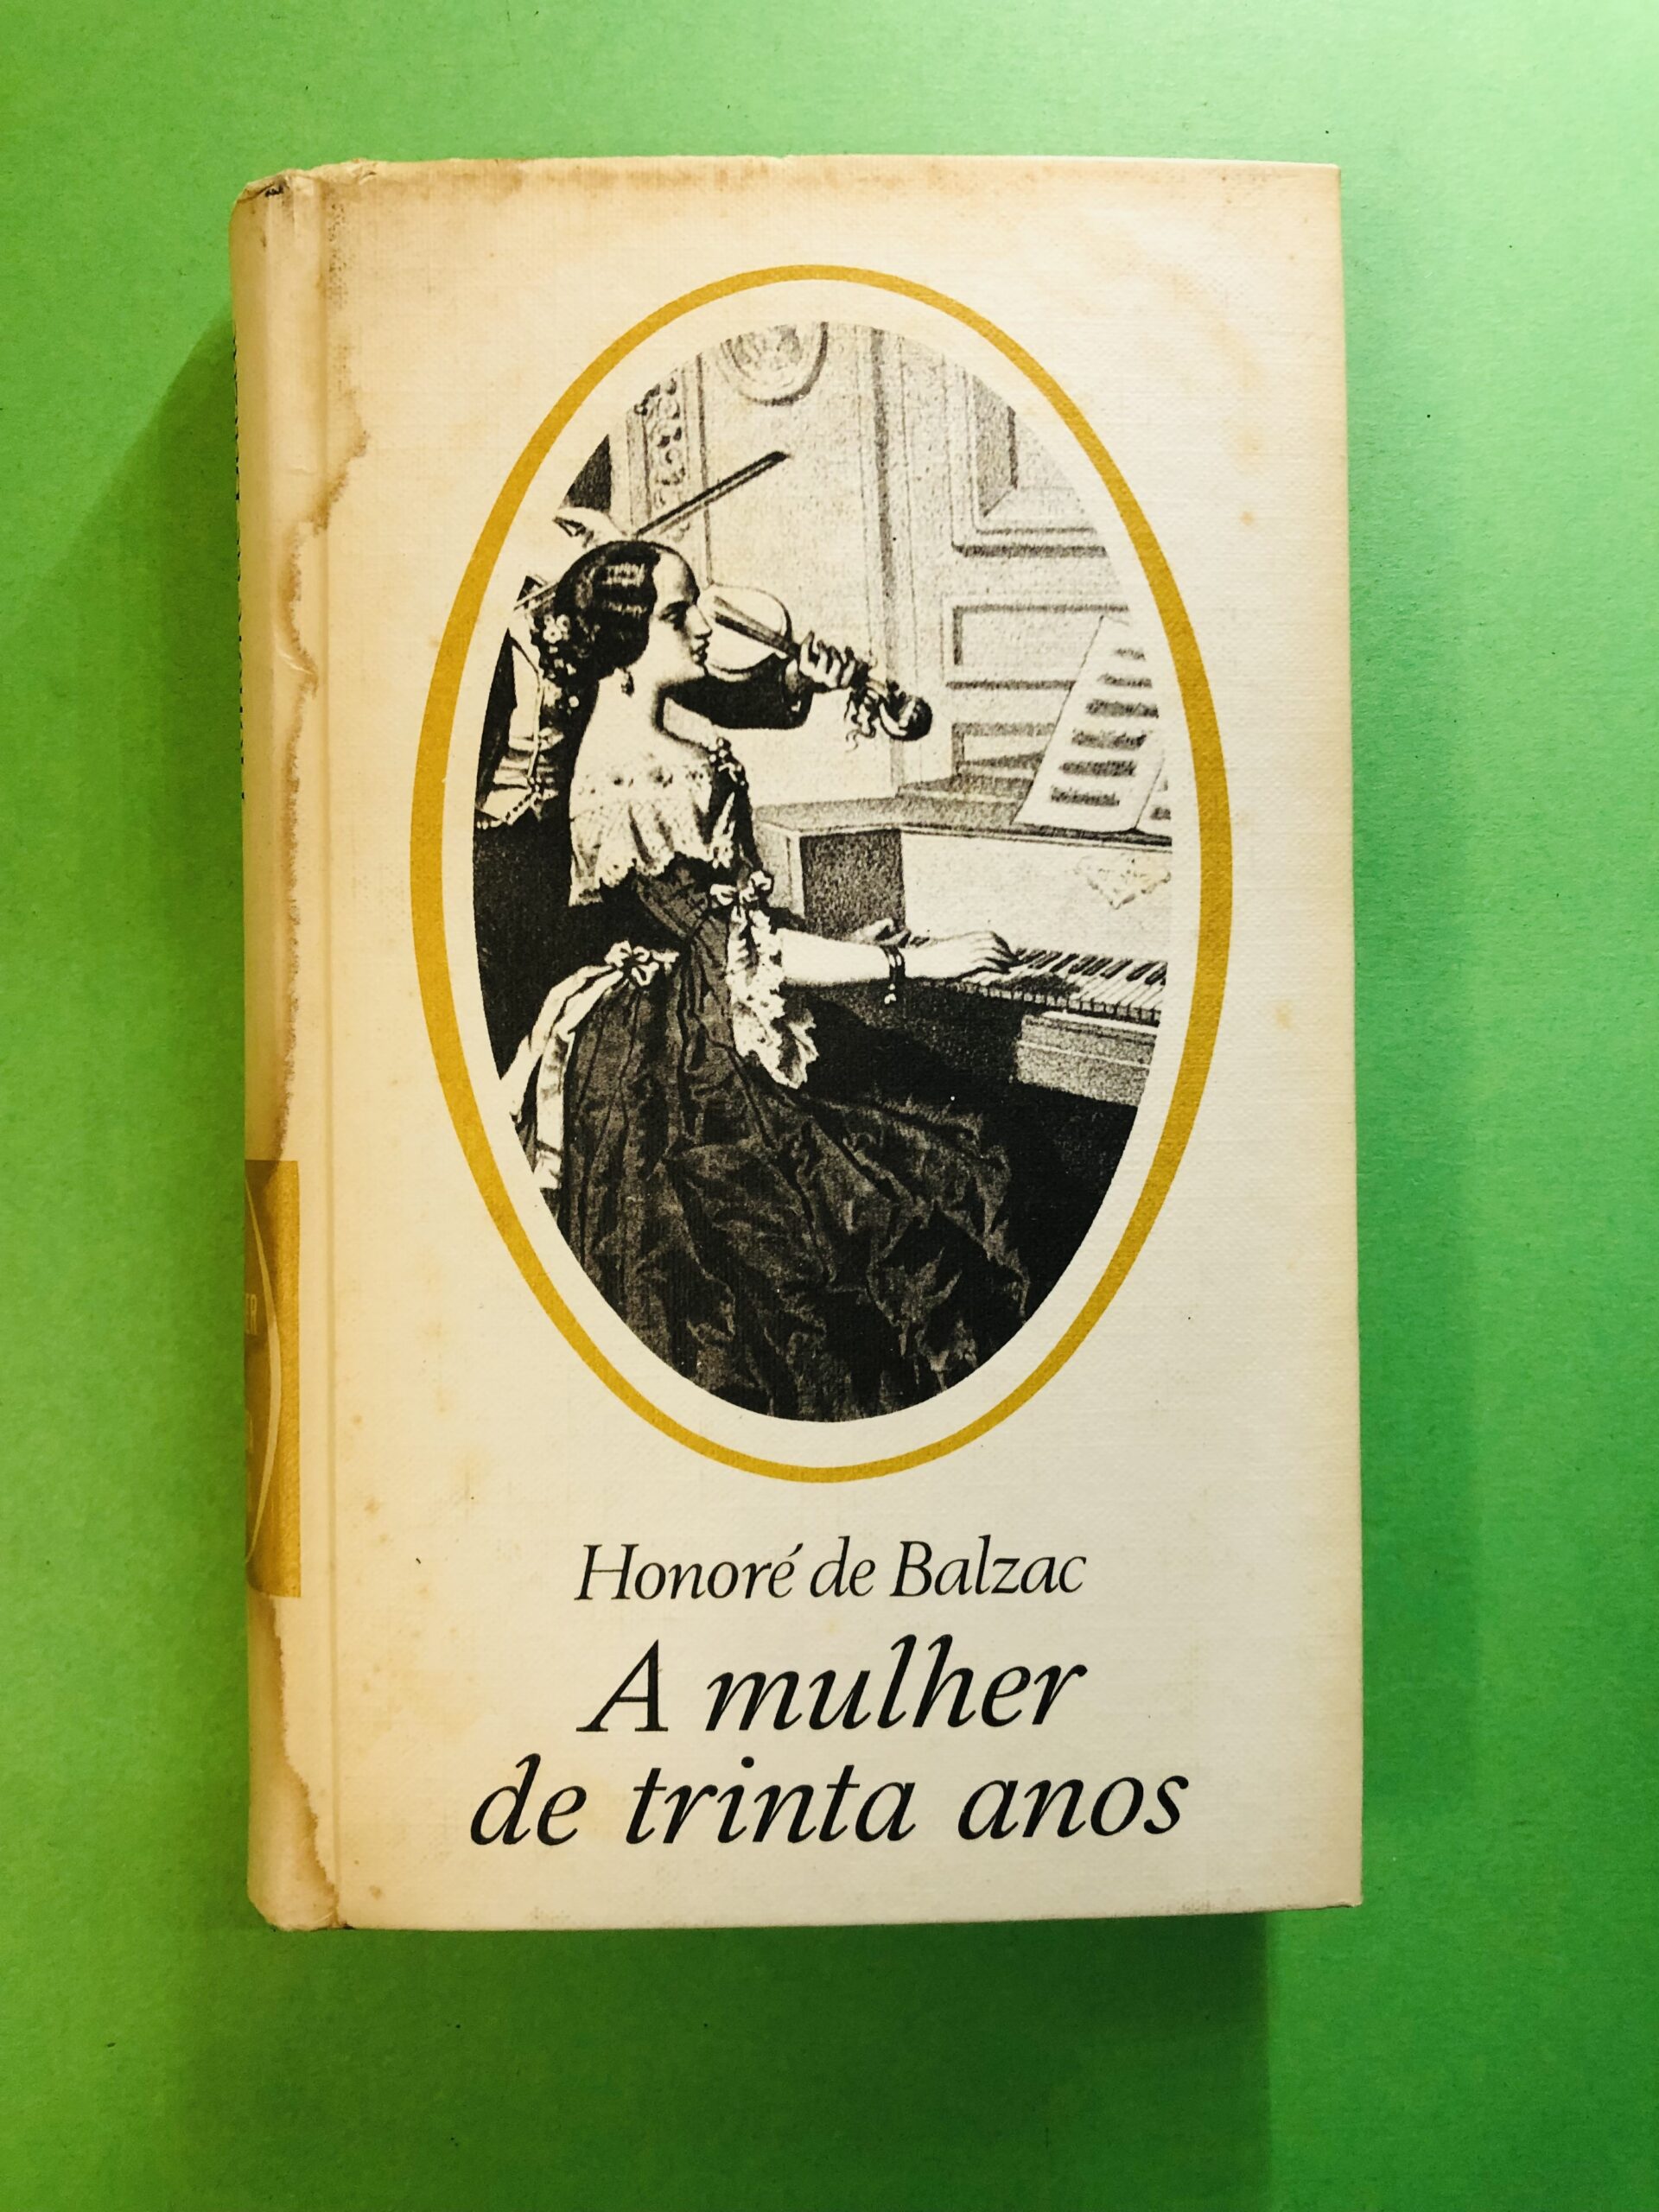 Honoré de Balzac
A mulher
de trinta anos